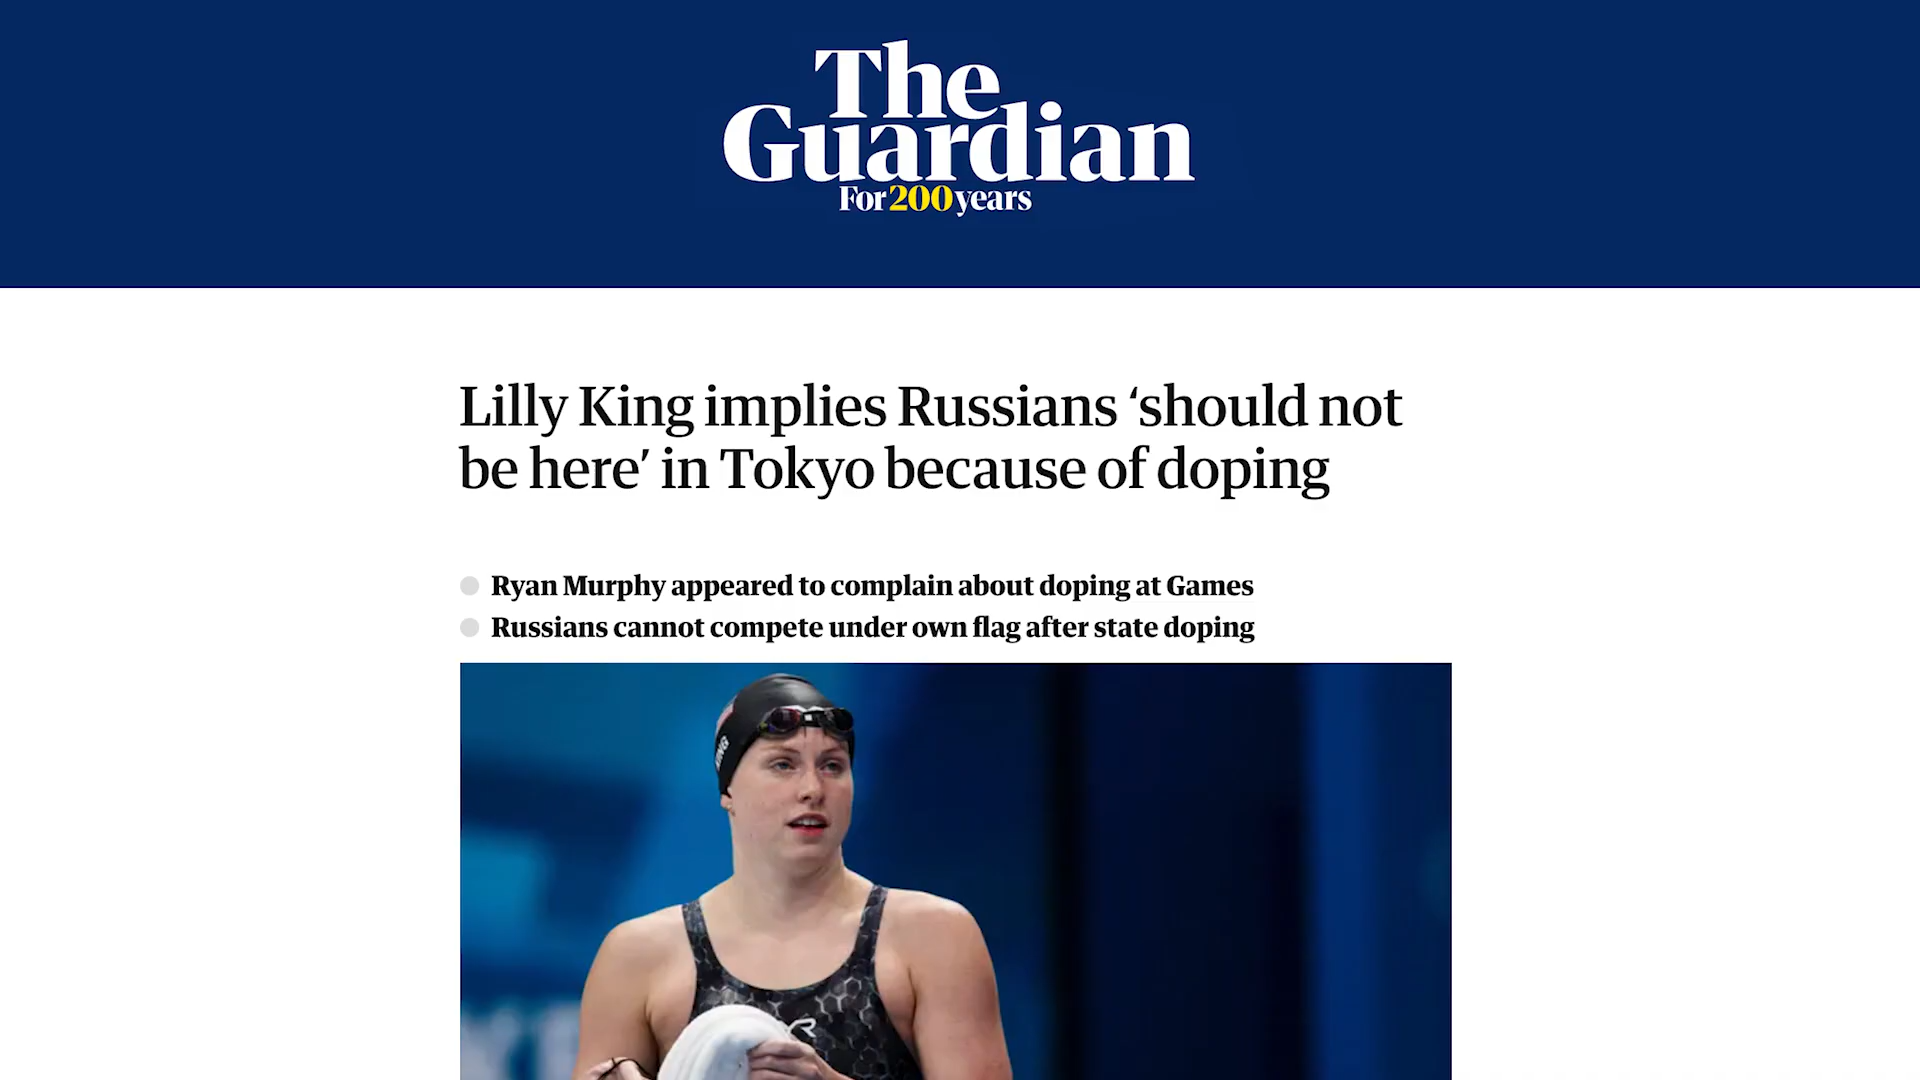 The
Guardian
For 200 years
Lilly King implies Russians ‘should not
be here’ in Tokyo because of doping
Ryan Murphy appeared to complain about doping at Games
Russians cannot compete under own flag after state doping